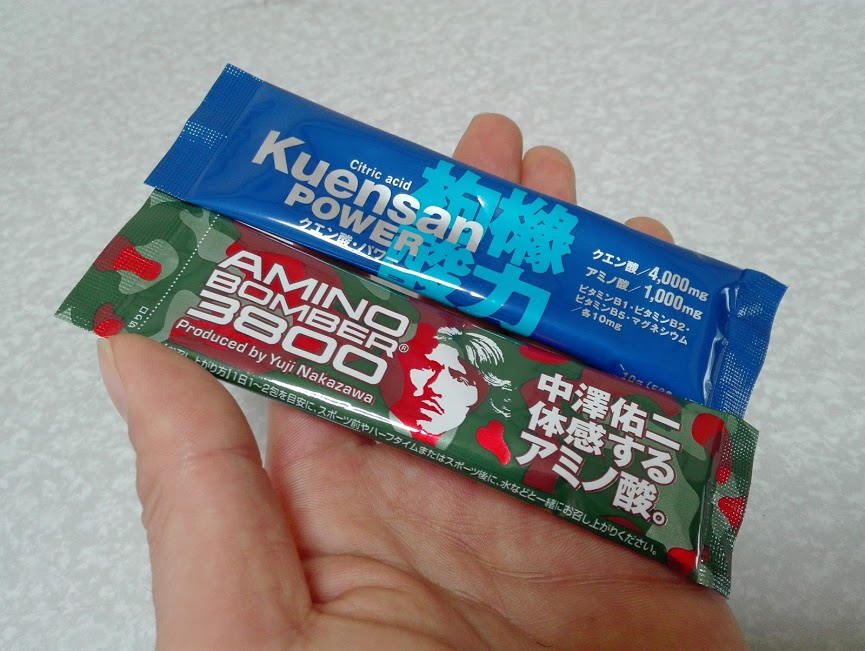 Citric acid
Kuensan
POWER
クエン酸・パワー
枸櫞
酸力
クエン酸/4,000mg
アミノ酸/1,000mg
ビタミンB1・ビタミンB2・
ビタミンB5・マグネシウム
/各10mg
AMINO
BOMBER®
3800
Produced by Yuji Nakazawa
中澤佑二
体感する
アミノ酸。
1日1~2包を目安に、スポーツ前やハーフタイムまたはスポーツ後に、水などと一緒にお召し上がりください。